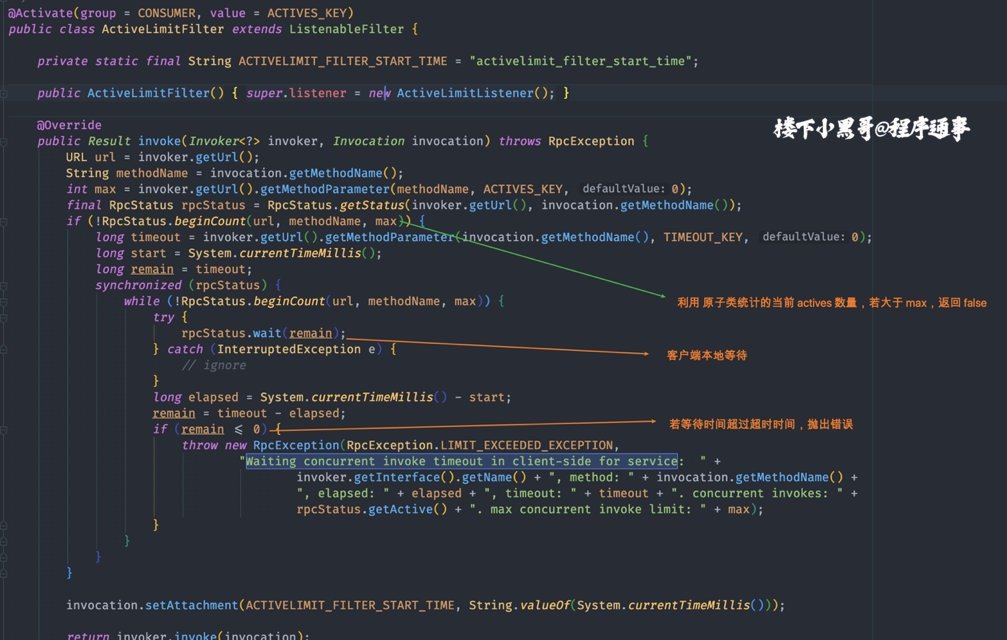 @Activate(group = CONSUMER, value = ACTIVES_KEY)
public class ActiveLimitFilter extends ListenableFilter {
private static final String ACTIVELIMIT_FILTER_START_TIME = "activelimit_filter_start_time";
public ActiveLimitFilter() { super.listener = new ActiveLimitListener(); }
@Override
楼下小黑哥@程序通事
public Result invoke(Invoker<?> invoker, Invocation invocation) throws RpcException {
URL url = invoker.getUrl();
String methodName = invocation.getMethodName();
int max = invoker.getUrl().getMethodParameter(methodName, ACTIVES_KEY, defaultValue: 0);
final RpcStatus rpcStatus = RpcStatus.getStatus(invoker.getUrl(), invocation.getMethodName());
if (!RpcStatus.beginCount(url, methodName, max)) {
long timeout = invoker.getUrl().getMethodParameter(invocation.getMethodName(), TIMEOUT_KEY, defaultValue: 0);
long start = System.currentTimeMillis();
long remain = timeout;
synchronized (rpcStatus) {
while (!RpcStatus.beginCount(url, methodName, max)) {
利用 原子类统计的当前 actives 数量，若大于 max，返回 false
try {
rpcStatus.wait(remain);
} catch (InterruptedException e) {
客户端本地等待
// ignore
}
long elapsed = System.currentTimeMillis() - start;
remain = timeout - elapsed;
if (remain ≤ 0) {
若等待时间超过超时时间，抛出错误
throw new RpcException(RpcException.LIMIT_EXCEEDED_EXCEPTION,
"Waiting concurrent invoke timeout in client-side for service:  " +
invoker.getInterface().getName() + ", method: " + invocation.getMethodName() +
", elapsed: " + elapsed + ", timeout: " + timeout + ". concurrent invokes: " +
rpcStatus.getActive() + ". max concurrent invoke limit: " + max);
}
}
}
}
invocation.setAttachment(ACTIVELIMIT_FILTER_START_TIME, String.valueOf(System.currentTimeMillis()));
return invoker.invoke(invocation);